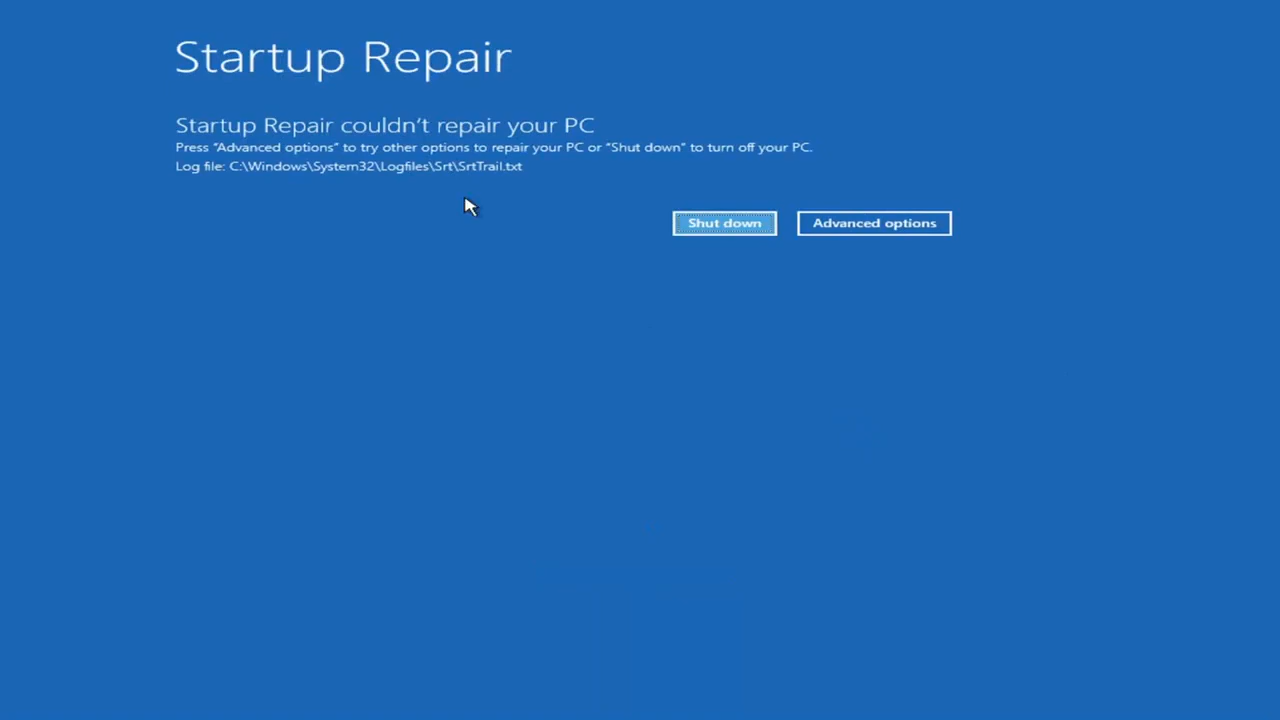 Startup Repair
Startup Repair couldn't repair your PC
Press "Advanced options" to try other options to repair your PC or "Shut down" to turn off your PC.
Log file: C:\Windows\System32\Logfiles\Srt\SrtTrail.txt
Shut down Advanced options